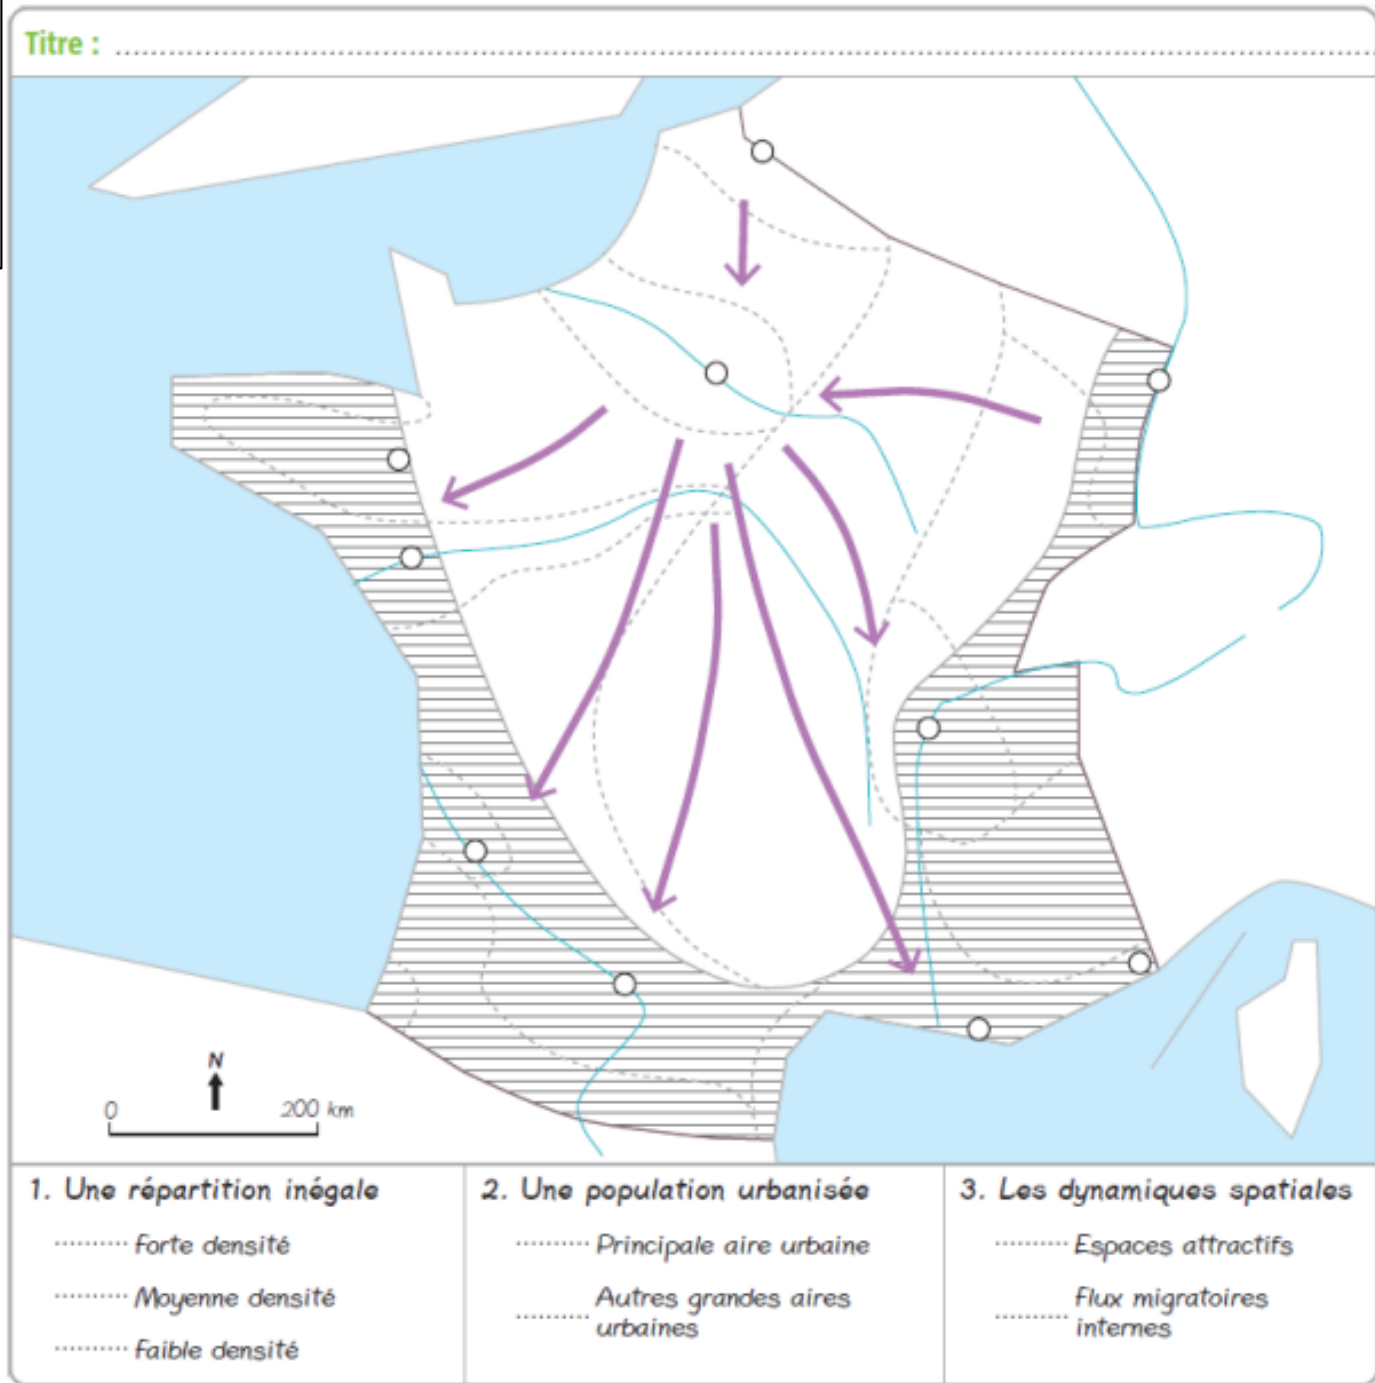 Titre : ..........................................................................................................................
N
0 200 km
1. Une répartition inégale
.......... Forte densité
.......... Moyenne densité
.......... Faible densité
2. Une population urbanisée
.......... Principale aire urbaine
.......... Autres grandes aires
urbaines
3. Les dynamiques spatiales
.......... Espaces attractifs
.......... Flux migratoires
internes